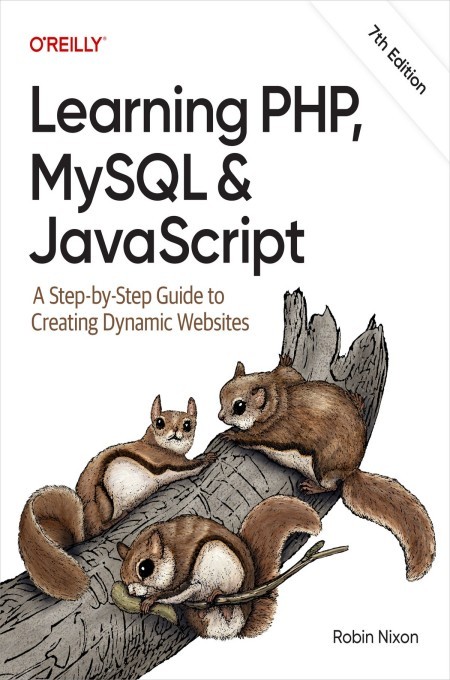 O'REILLY®
7th Edition
Learning PHP,
MySQL &
JavaScript
A Step-by-Step Guide to
Creating Dynamic Websites
Robin Nixon